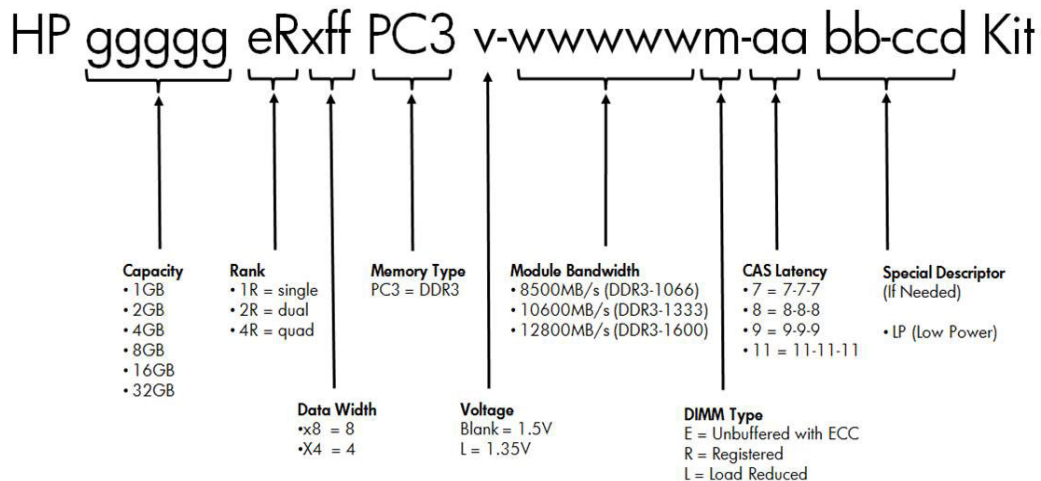 HP ggggg eRxff PC3 v-wwwwwm-aa bb-ccd Kit
Capacity
• 1GB
• 2GB
• 4GB
• 8GB
• 16GB
• 32GB
Rank
• 1R = single
• 2R = dual
• 4R = quad
Memory Type
PC3 = DDR3
Module Bandwidth
• 8500MB/s (DDR3-1066)
• 10600MB/s (DDR3-1333)
• 12800MB/s (DDR3-1600)
CAS Latency
• 7 = 7-7-7
• 8 = 8-8-8
• 9 = 9-9-9
• 11 = 11-11-11
Special Descriptor
(If Needed)
• LP (Low Power)
Data Width
•x8 = 8
•X4 = 4
Voltage
Blank = 1.5V
L = 1.35V
DIMM Type
E = Unbuffered with ECC
R = Registered
L = Load Reduced